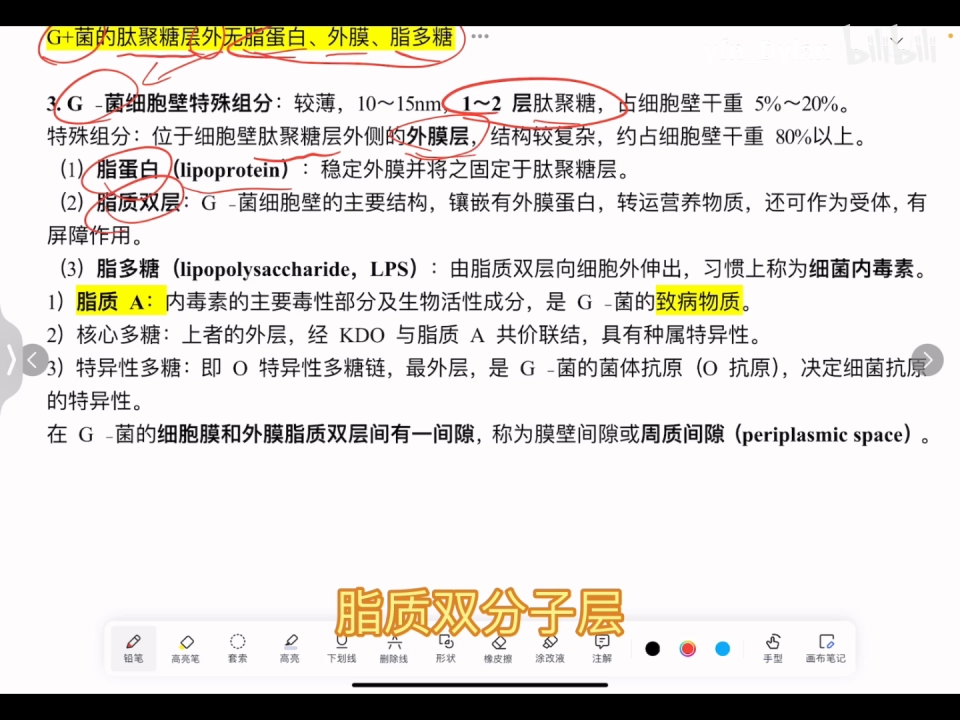 G+菌的肽聚糖层外无脂蛋白、外膜、脂多糖
bilibili
3. G －菌细胞壁特殊组分：较薄，10～15nm，1～2 层肽聚糖，占细胞壁干重 5%～20%。
特殊组分：位于细胞壁肽聚糖层外侧的外膜层，结构较复杂，约占细胞壁干重 80%以上。
（1）脂蛋白（lipoprotein）：稳定外膜并将之固定于肽聚糖层。
（2）脂质双层：G －菌细胞壁的主要结构，镶嵌有外膜蛋白，转运营养物质，还可作为受体，有
屏障作用。
（3）脂多糖（lipopolysaccharide，LPS）：由脂质双层向细胞外伸出，习惯上称为细菌内毒素。
1）脂质 A：内毒素的主要毒性部分及生物活性成分，是 G －菌的致病物质。
2）核心多糖：上者的外层，经 KDO 与脂质 A 共价联结，具有种属特异性。
3）特异性多糖：即 O 特异性多糖链，最外层，是 G －菌的菌体抗原（O 抗原），决定细菌抗原
的特异性。
在 G －菌的细胞膜和外膜脂质双层间有一间隙，称为膜壁间隙或周质间隙（periplasmic space）。
脂质双分子层
铅笔 高亮笔 套索 高亮 下划线 删除线 形状 橡皮擦 涂改液 注解 手型 画布笔记